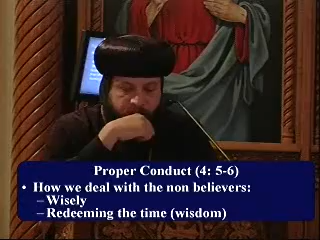 Proper Conduct (4: 5-6)
• How we deal with the non believers:
– Wisely
– Redeeming the time (wisdom)